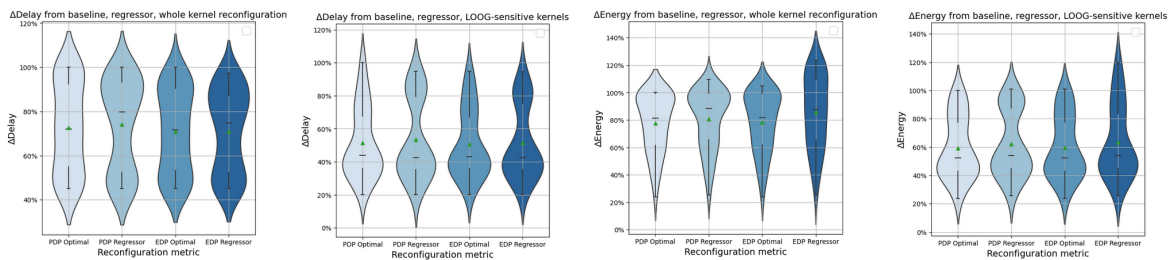 ΔDelay from baseline, regressor, whole kernel reconfiguration
ΔDelay
120%
100%
80%
60%
40%
PDP Optimal PDP Regressor EDP Optimal EDP Regressor
Reconfiguration metric
ΔDelay from baseline, regressor, LOOG-sensitive kernels
ΔDelay
120%
100%
80%
60%
40%
20%
0%
PDP Optimal PDP Regressor EDP Optimal EDP Regressor
Reconfiguration metric
ΔEnergy from baseline, regressor, whole kernel reconfiguration
ΔEnergy
140%
120%
100%
80%
60%
40%
20%
0%
PDP Optimal PDP Regressor EDP Optimal EDP Regressor
Reconfiguration metric
ΔEnergy from baseline, regressor, LOOG-sensitive kernels
ΔEnergy
140%
120%
100%
80%
60%
40%
20%
0%
PDP Optimal PDP Regressor EDP Optimal EDP Regressor
Reconfiguration metric